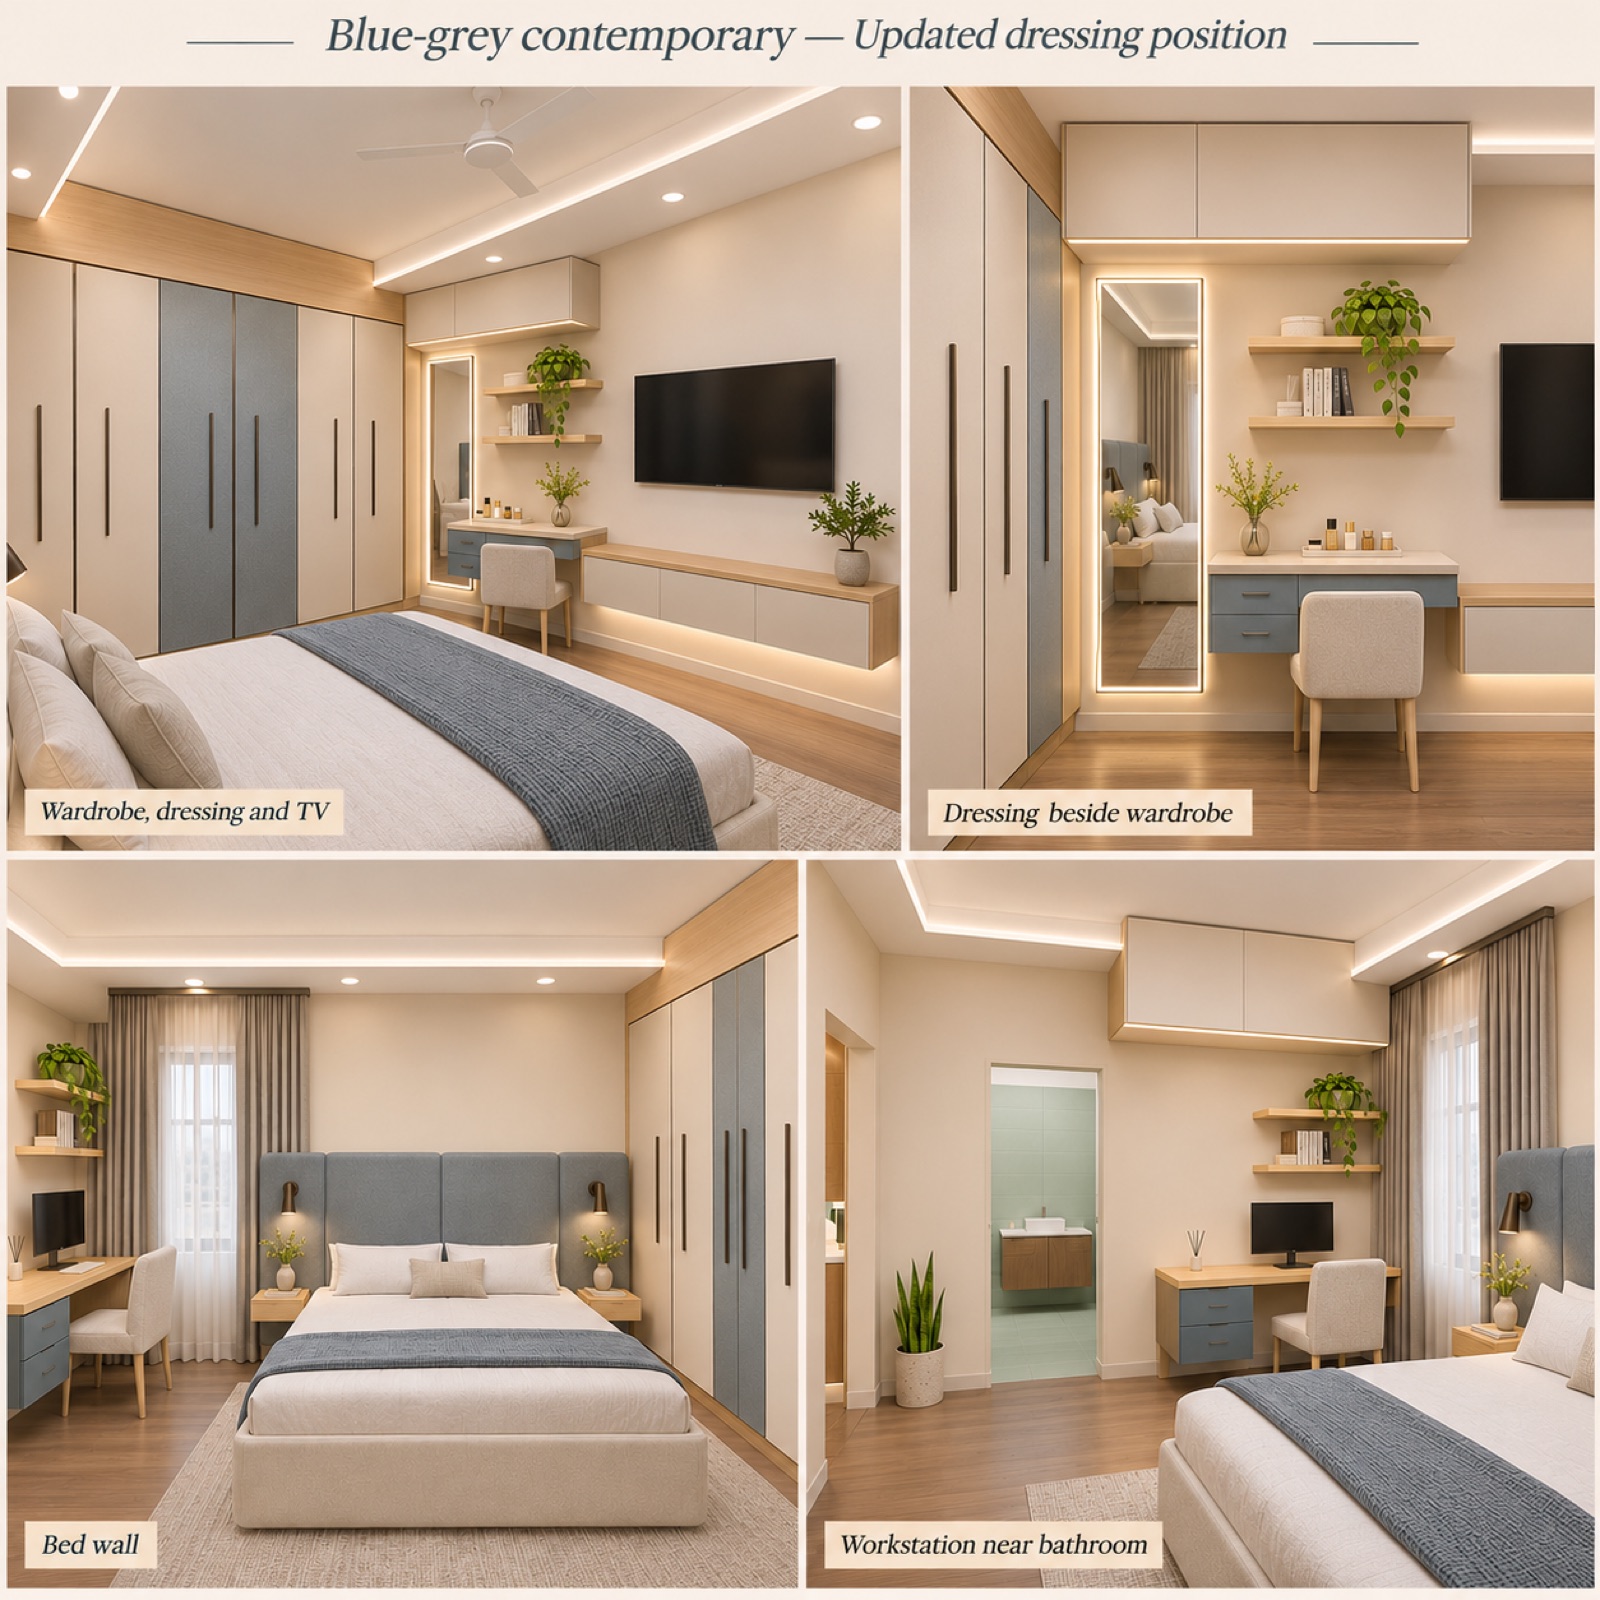 Blue-grey contemporary — Updated dressing position
Wardrobe, dressing and TV
Dressing beside wardrobe
Bed wall
Workstation near bathroom